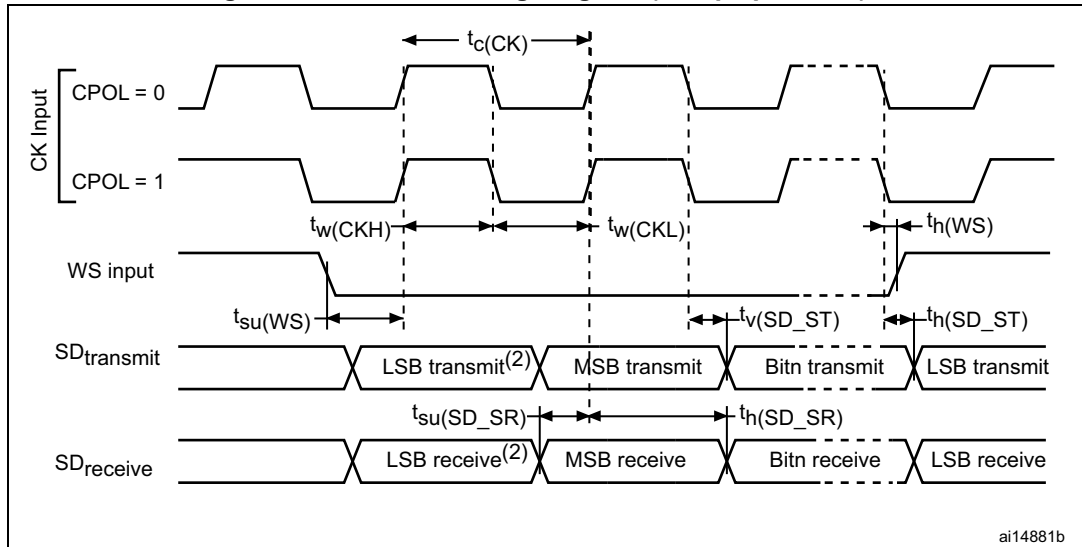 tc(CK)
CK Input
CPOL = 0
CPOL = 1
tw(CKH)
tw(CKL)
th(WS)
WS input
tsu(WS)
tv(SD_ST)
th(SD_ST)
SDtransmit
LSB transmit(2)
MSB transmit
Bitn transmit
LSB transmit
tsu(SD_SR)
th(SD_SR)
SDreceive
LSB receive(2)
MSB receive
Bitn receive
LSB receive
ai14881b